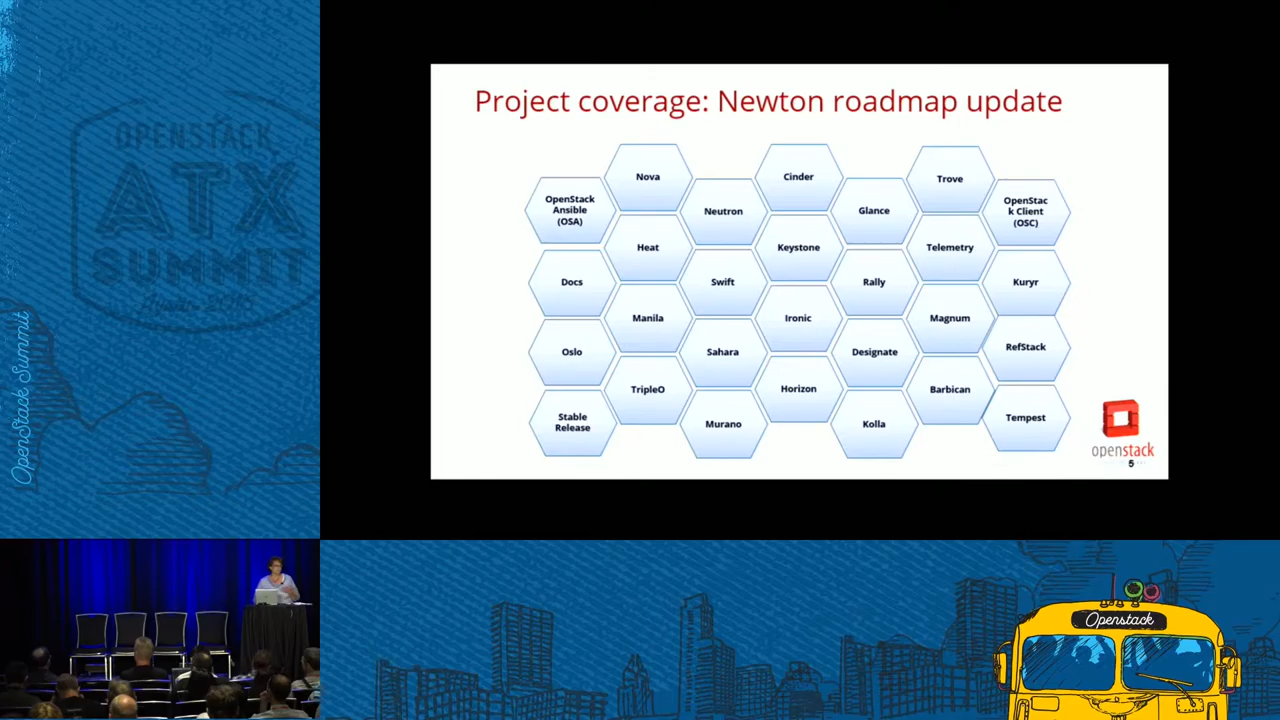 OPENSTACK
ATX
SUMMIT
OpenStack Summit
Project coverage: Newton roadmap update
Nova
Cinder
Trove
OpenStack
Ansible
(OSA)
Neutron
Glance
OpenStac
k Client
(OSC)
Heat
Keystone
Telemetry
Docs
Swift
Rally
Kuryr
Manila
Ironic
Magnum
Oslo
Sahara
Designate
RefStack
TripleO
Horizon
Barbican
Stable
Release
Murano
Kolla
Tempest
openstack
5
Openstack